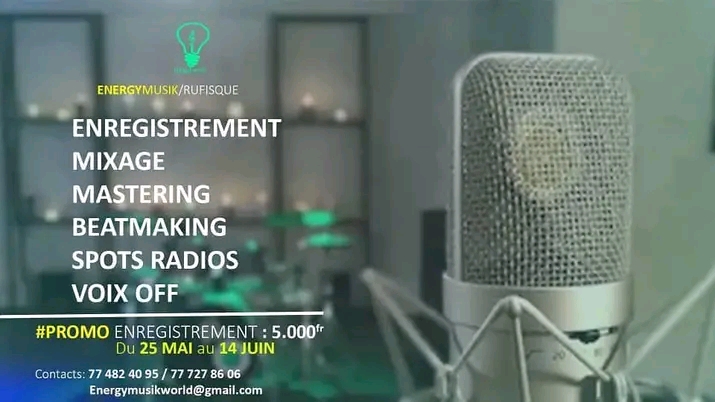 ENERGYMUSIK/RUFISQUE
ENREGISTREMENT
MIXAGE
MASTERING
BEATMAKING
SPOTS RADIOS
VOIX OFF
#PROMO ENREGISTREMENT : 5.000fr
Du 25 MAI au 14 JUIN
Contacts: 77 482 40 95 / 77 727 86 06
Energymusikworld@gmail.com
20